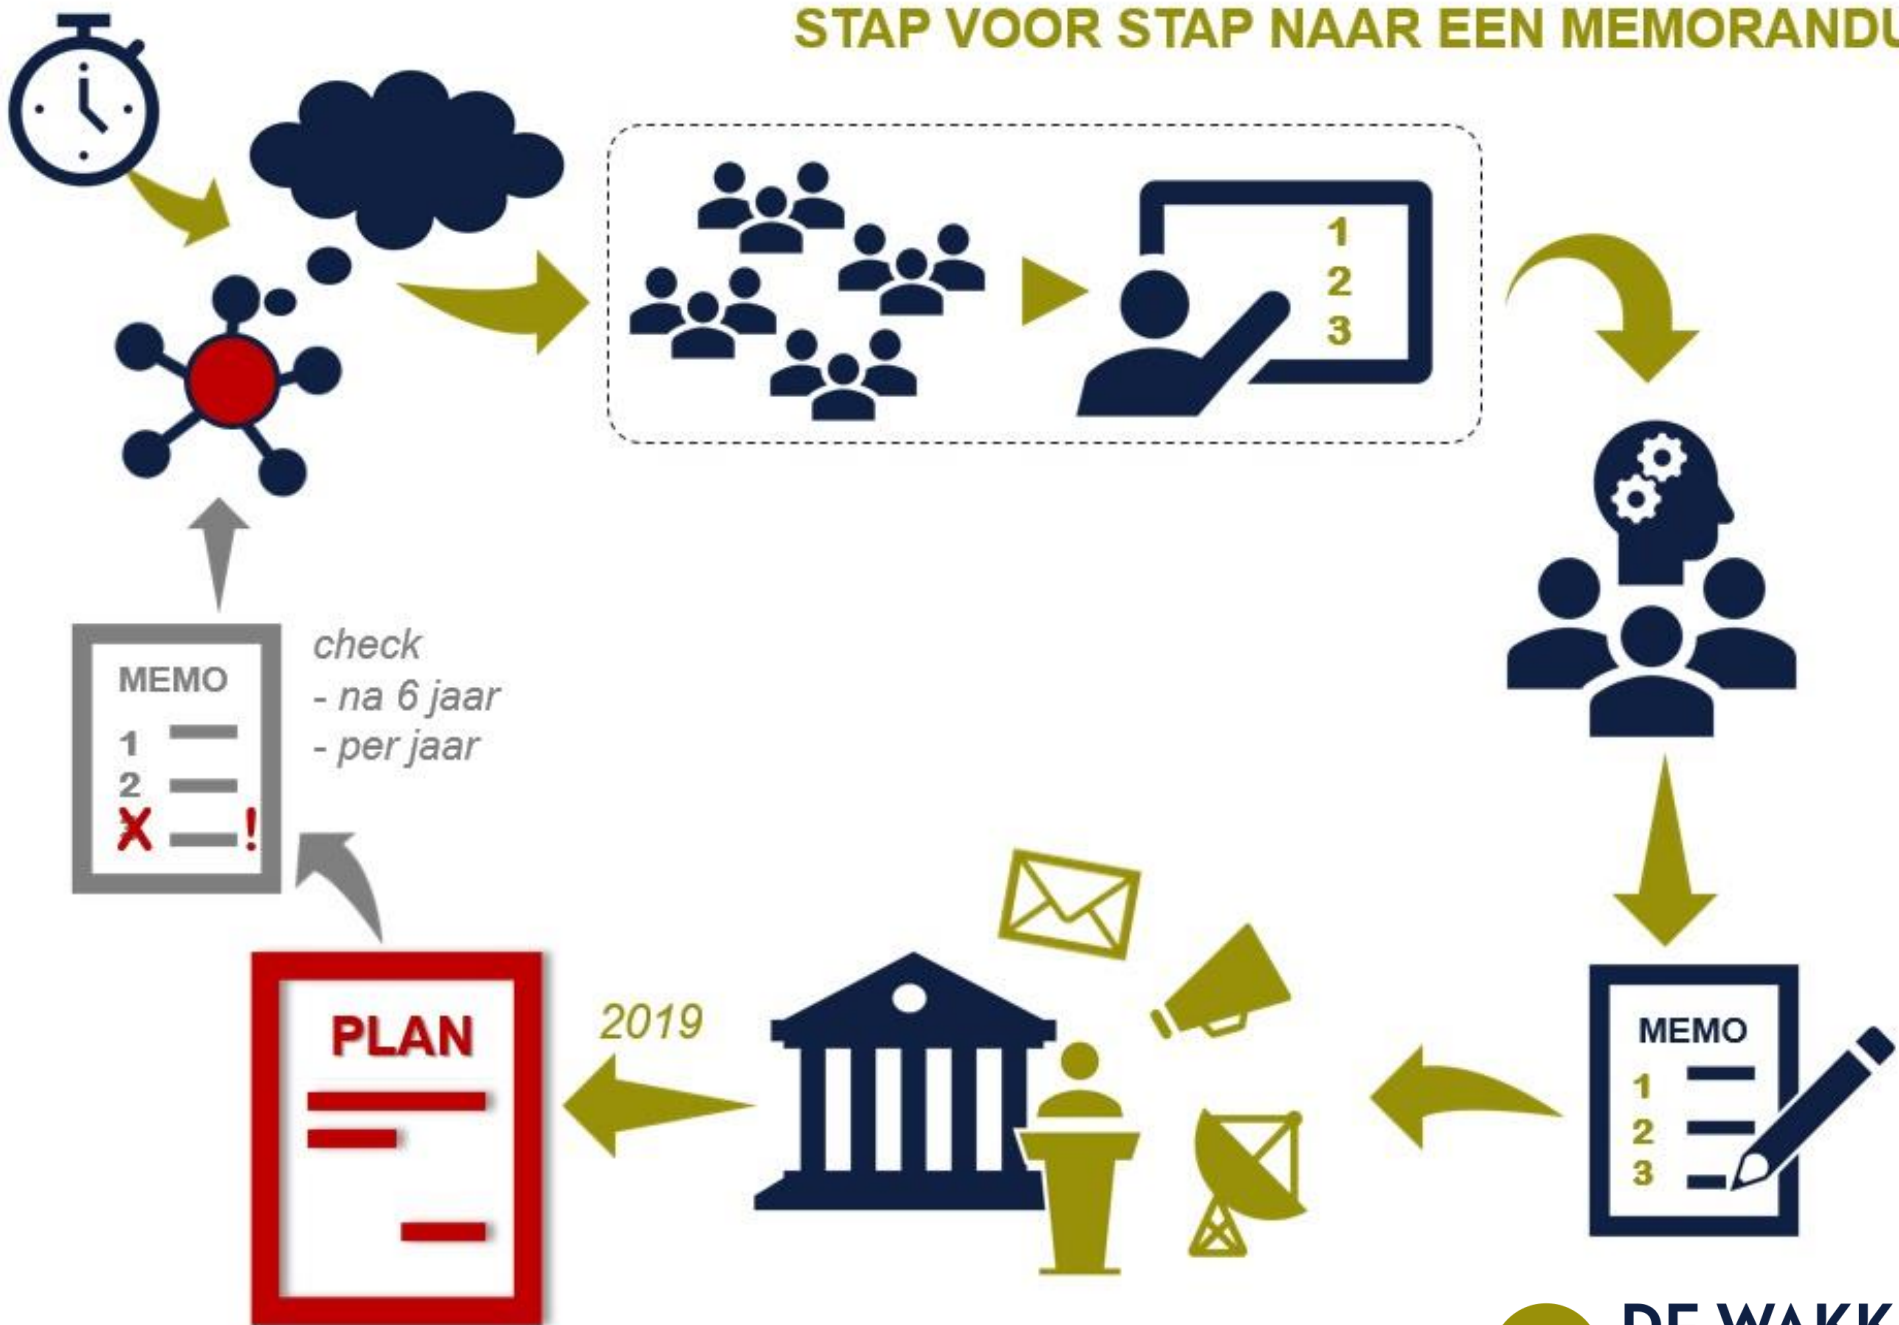 STAP VOOR STAP NAAR EEN MEMORANDU
1
2
3
MEMO
1
2
X !
check
- na 6 jaar
- per jaar
PLAN
2019
MEMO
1
2
3
DE WAKK